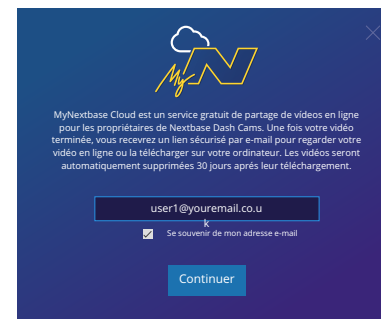 MyN
MyNextbase Cloud est un service gratuit de partage de vídeos en ligne
pour les propriétaires de Nextbase Dash Cams. Une fois votre vidéo
terminée, vous recevrez un lien sécurisé par e-mail pour regarder votre
vidéo en ligne ou la télécharger sur votre ordinateur. Les vidéos seront
automatiquement supprimées 30 jours aprés leur téléchargement.
user1@youremail.co.u
k
Se souvenir de mon adresse e-mail
Continuer